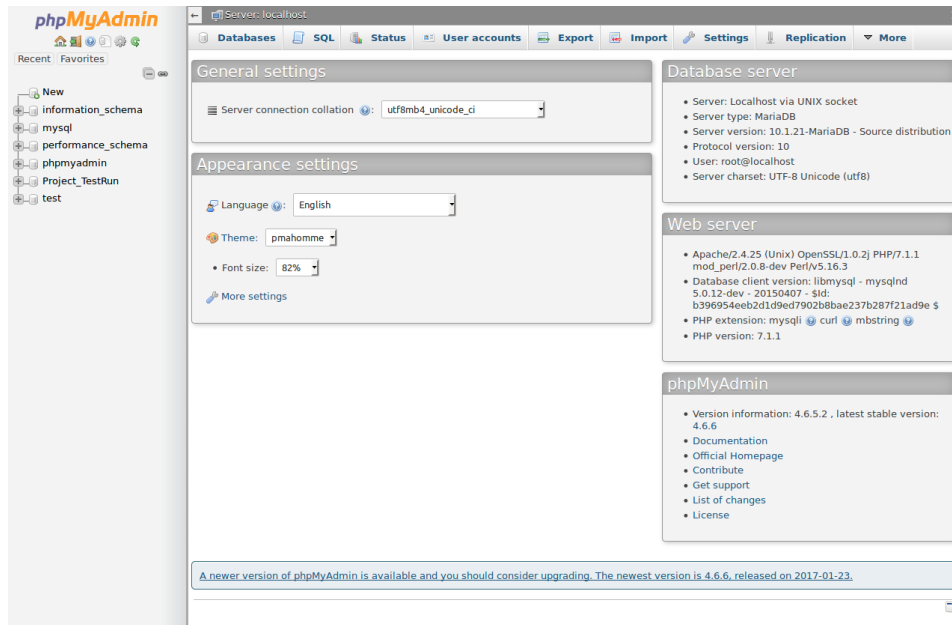 phpMyAdmin
Recent Favorites
New
information_schema
mysql
performance_schema
phpmyadmin
Project_TestRun
test
Server: localhost
Databases SQL Status User accounts Export Import Settings Replication More
General settings
Server connection collation : utf8mb4_unicode_ci
Appearance settings
Language : English
Theme: pmahomme
Font size: 82%
More settings
Database server
Server: Localhost via UNIX socket
Server type: MariaDB
Server version: 10.1.21-MariaDB - Source distribution
Protocol version: 10
User: root@localhost
Server charset: UTF-8 Unicode (utf8)
Web server
Apache/2.4.25 (Unix) OpenSSL/1.0.2j PHP/7.1.1
mod_perl/2.0.8-dev Perl/v5.16.3
Database client version: libmysql - mysqlnd
5.0.12-dev - 20150407 - $Id:
b396954eeb2d1d9ed7902b8bae237b287f21ad9e $
PHP extension: mysqli curl mbstring
PHP version: 7.1.1
phpMyAdmin
Version information: 4.6.5.2 , latest stable version:
4.6.6
Documentation
Official Homepage
Contribute
Get support
List of changes
License
A newer version of phpMyAdmin is available and you should consider upgrading. The newest version is 4.6.6, released on 2017-01-23.